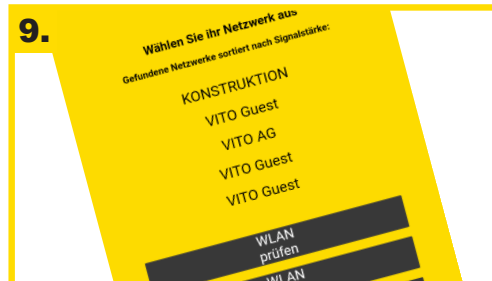 9.
Wählen Sie ihr Netzwerk aus
Gefundene Netzwerke sortiert nach Signalstärke:
KONSTRUKTION
VITO Guest
VITO AG
VITO Guest
VITO Guest
WLAN
prüfen
WLAN